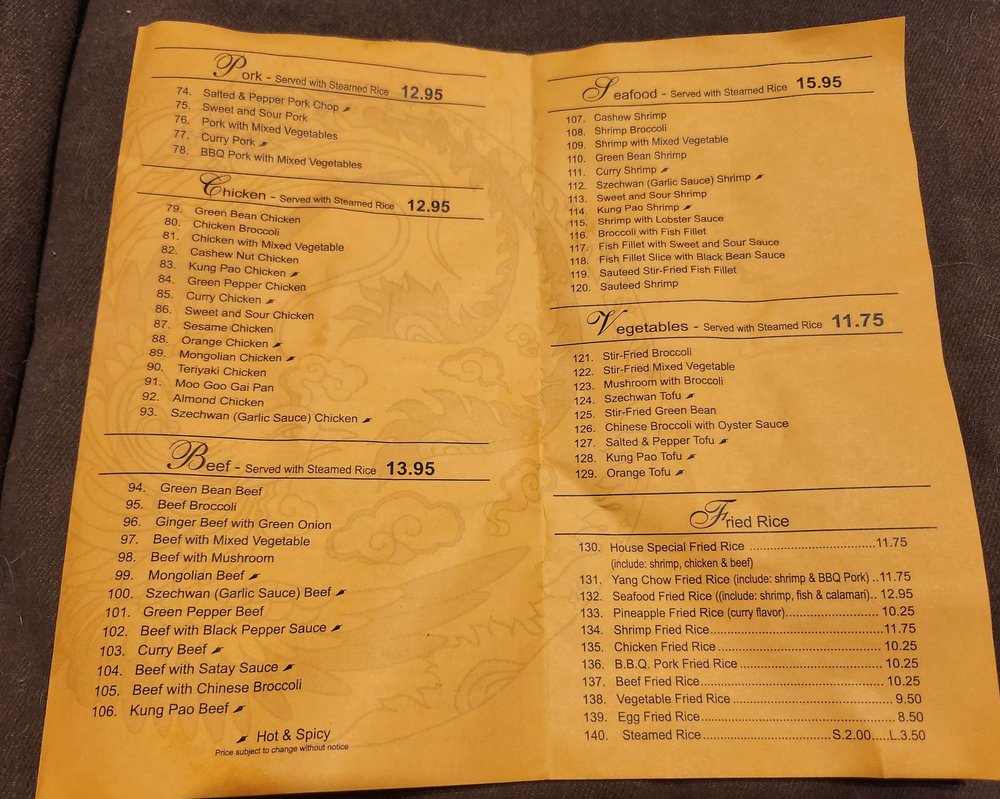 Pork - Served with Steamed Rice 12.95
74. Salted & Pepper Pork Chop
75. Sweet and Sour Pork
76. Pork with Mixed Vegetables
77. Curry Pork
78. BBQ Pork with Mixed Vegetables
Chicken - Served with Steamed Rice 12.95
79. Green Bean Chicken
80. Chicken Broccoli
81. Chicken with Mixed Vegetable
82. Cashew Nut Chicken
83. Kung Pao Chicken
84. Green Pepper Chicken
85. Curry Chicken
86. Sweet and Sour Chicken
87. Sesame Chicken
88. Orange Chicken
89. Mongolian Chicken
90. Teriyaki Chicken
91. Moo Goo Gai Pan
92. Almond Chicken
93. Szechwan (Garlic Sauce) Chicken
Beef - Served with Steamed Rice 13.95
94. Green Bean Beef
95. Beef Broccoli
96. Ginger Beef with Green Onion
97. Beef with Mixed Vegetable
98. Beef with Mushroom
99. Mongolian Beef
100. Szechwan (Garlic Sauce) Beef
101. Green Pepper Beef
102. Beef with Black Pepper Sauce
103. Curry Beef
104. Beef with Satay Sauce
105. Beef with Chinese Broccoli
106. Kung Pao Beef
Hot & Spicy
Price subject to change without notice
Seafood - Served with Steamed Rice 15.95
107. Cashew Shrimp
108. Shrimp Broccoli
109. Shrimp with Mixed Vegetable
110. Green Bean Shrimp
111. Curry Shrimp
112. Szechwan (Garlic Sauce) Shrimp
113. Sweet and Sour Shrimp
114. Kung Pao Shrimp
115. Shrimp with Lobster Sauce
116. Broccoli with Fish Fillet
117. Fish Fillet with Sweet and Sour Sauce
118. Fish Fillet Slice with Black Bean Sauce
119. Sauteed Stir-Fried Fish Fillet
120. Sauteed Shrimp
Vegetables - Served with Steamed Rice 11.75
121. Stir-Fried Broccoli
122. Stir-Fried Mixed Vegetable
123. Mushroom with Broccoli
124. Szechwan Tofu
125. Stir-Fried Green Bean
126. Chinese Broccoli with Oyster Sauce
127. Salted & Pepper Tofu
128. Kung Pao Tofu
129. Orange Tofu
Fried Rice
130. House Special Fried Rice ....................................11.75
(include: shrimp, chicken & beef)
131. Yang Chow Fried Rice (include: shrimp & BBQ Pork) ..11.75
132. Seafood Fried Rice ((include: shrimp, fish & calamari).. 12.95
133. Pineapple Fried Rice (curry flavor)........................... 10.25
134. Shrimp Fried Rice..................................................11.75
135. Chicken Fried Rice ................................................ 10.25
136. B.B.Q. Pork Fried Rice .......................................... 10.25
137. Beef Fried Rice......................................................10.25
138. Vegetable Fried Rice .............................................. 9.50
139. Egg Fried Rice........................................................ 8.50
140. Steamed Rice......................................S.2.00.....L.3.50